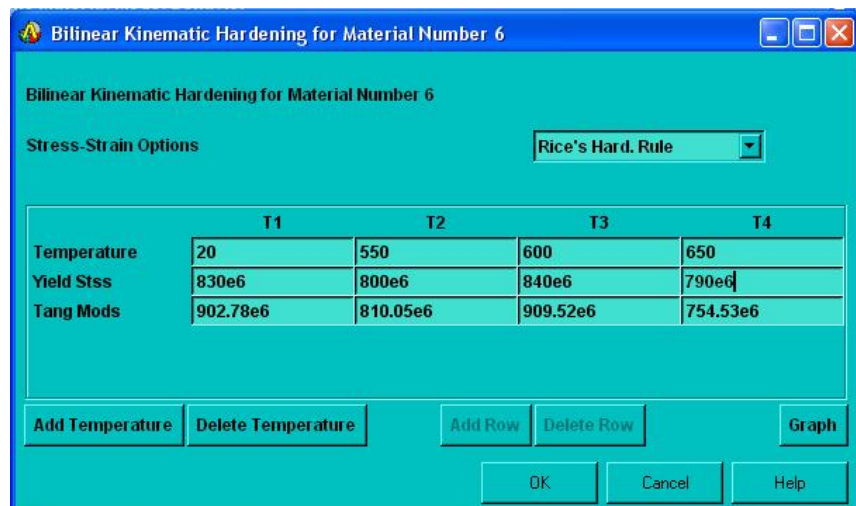 Bilinear Kinematic Hardening for Material Number 6
Bilinear Kinematic Hardening for Material Number 6
Stress-Strain Options Rice's Hard. Rule
T1 T2 T3 T4
Temperature 20 550 600 650
Yield Stss 830e6 800e6 840e6 790e6
Tang Mods 902.78e6 810.05e6 909.52e6 754.53e6
Add Temperature Delete Temperature Add Row Delete Row Graph
OK Cancel Help